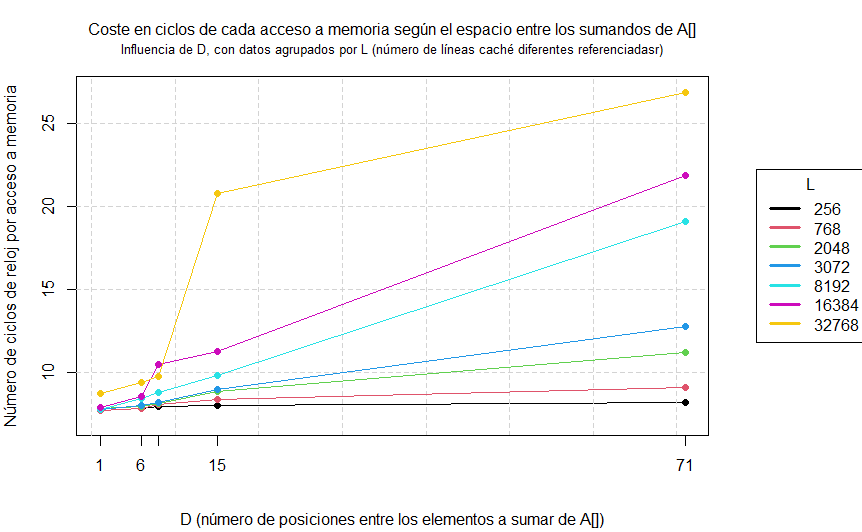 Coste en ciclos de cada acceso a memoria según el espacio entre los sumandos de A[]
Influencia de D, con datos agrupados por L (número de líneas caché diferentes referenciadasr)
Número de ciclos de reloj por acceso a memoria
25
20
15
10
1 6 15 71
D (número de posiciones entre los elementos a sumar de A[])
L
256
768
2048
3072
8192
16384
32768